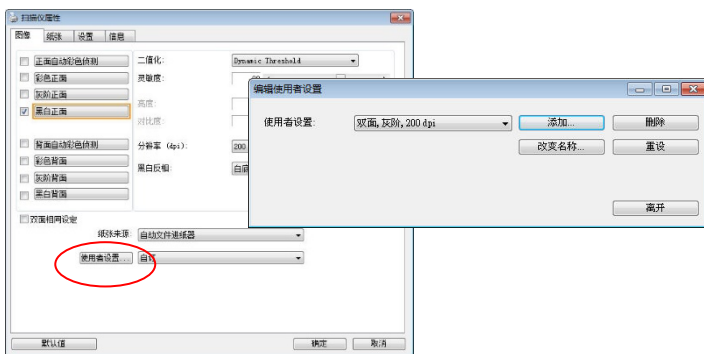 扫描仪属性
图像 纸张 设置 信息
正面自动彩色侦测
彩色正面
灰阶正面
黑白正面
背面自动彩色侦测
彩色背面
灰阶背面
黑白背面
二值化: Dynamic Threshold
灵敏度:
亮度:
对比度:
分辨率 (dpi): 200
黑白反相: 白底
双面相同设定
纸张来源: 自动文件进纸器
使用者设置... 自订
默认值 确定 取消
编辑使用者设置
使用者设置: 双面, 灰阶, 200 dpi 添加... 删除
改变名称... 重设
离开